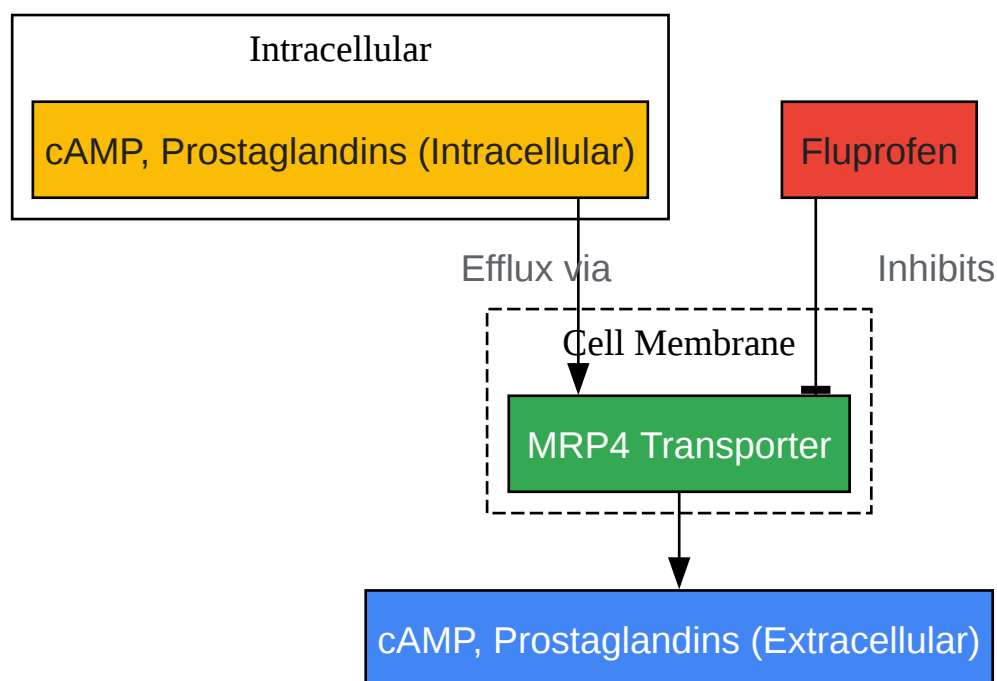 Intracellular
cAMP, Prostaglandins (Intracellular)
Fluprofen
Efflux via
Inhibits
Cell Membrane
MRP4 Transporter
cAMP, Prostaglandins (Extracellular)